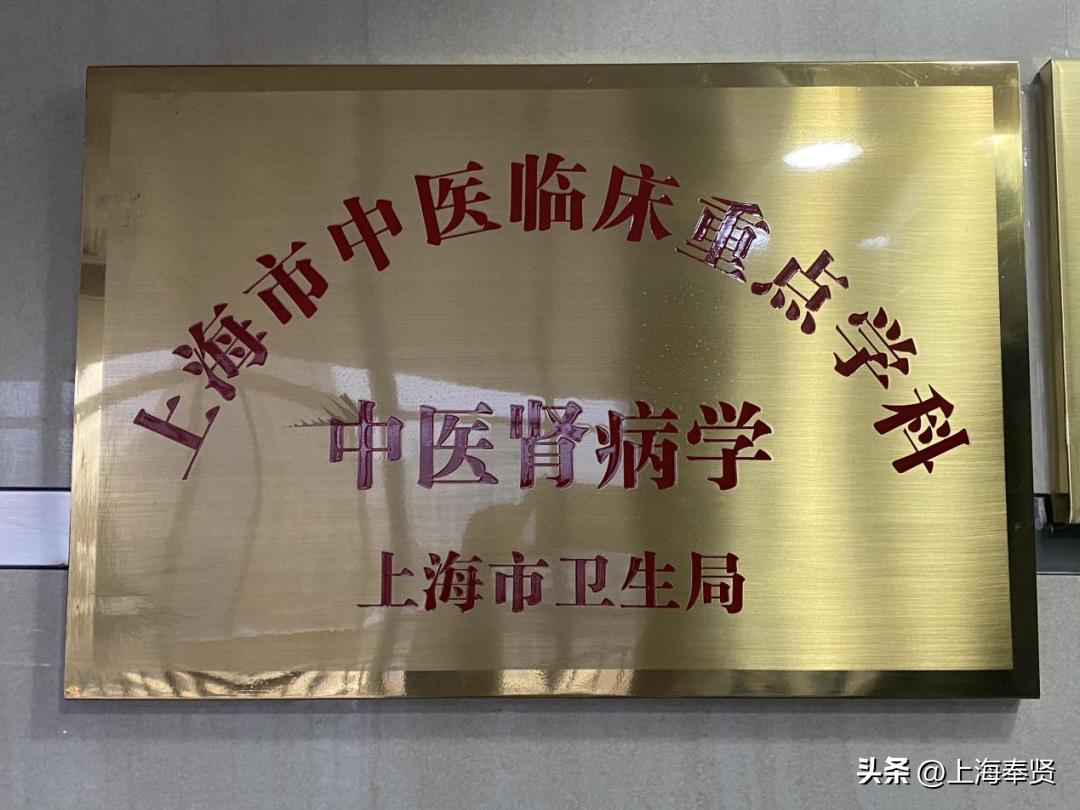 上海市中医临床重点学科
中医肾病学
上海市卫生局
头条 @上海奉贤